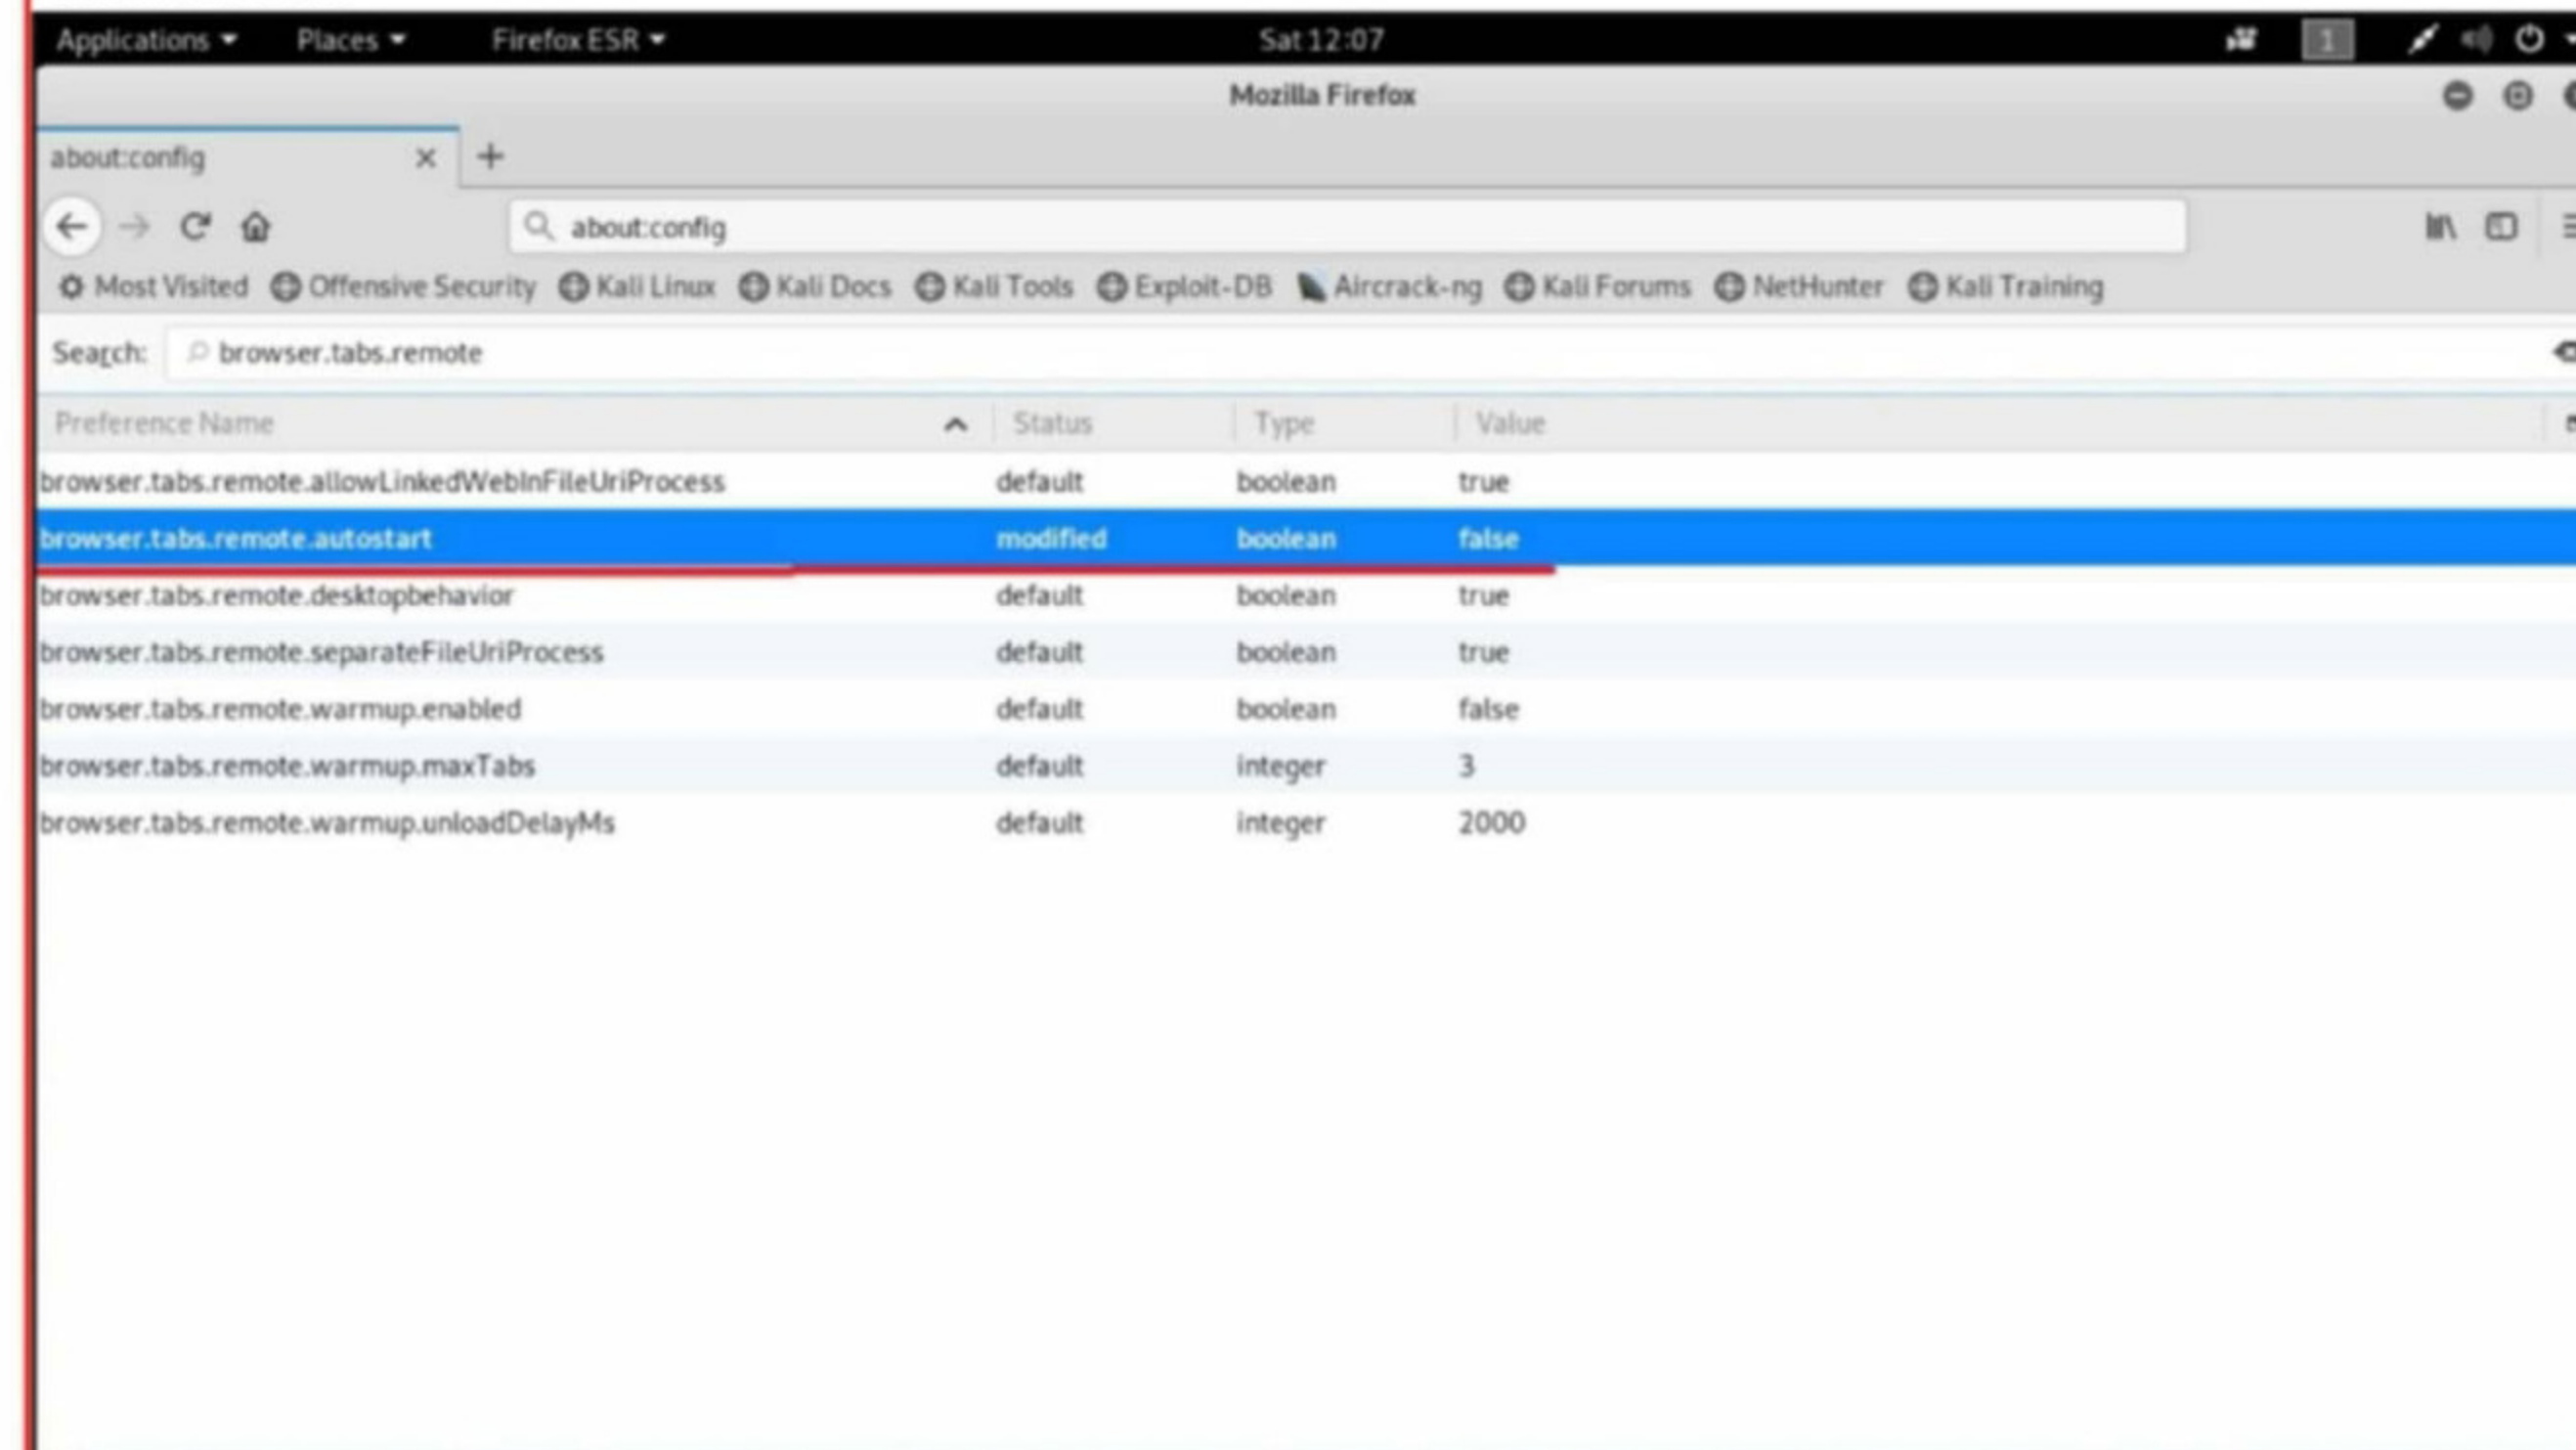 Applications Places Firefox ESR Sat 12:07 1
Mozilla Firefox
about:config
about:config
Most Visited Offensive Security Kali Linux Kali Docs Kali Tools Exploit-DB Aircrack-ng Kali Forums NetHunter Kali Training
Search: browser.tabs.remote
Preference Name Status Type Value
browser.tabs.remote.allowLinkedWebInFileUriProcess default boolean true
browser.tabs.remote.autostart modified boolean false
browser.tabs.remote.desktopbehavior default boolean true
browser.tabs.remote.separateFileUriProcess default boolean true
browser.tabs.remote.warmup.enabled default boolean false
browser.tabs.remote.warmup.maxTabs default integer 3
browser.tabs.remote.warmup.unloadDelayMs default integer 2000